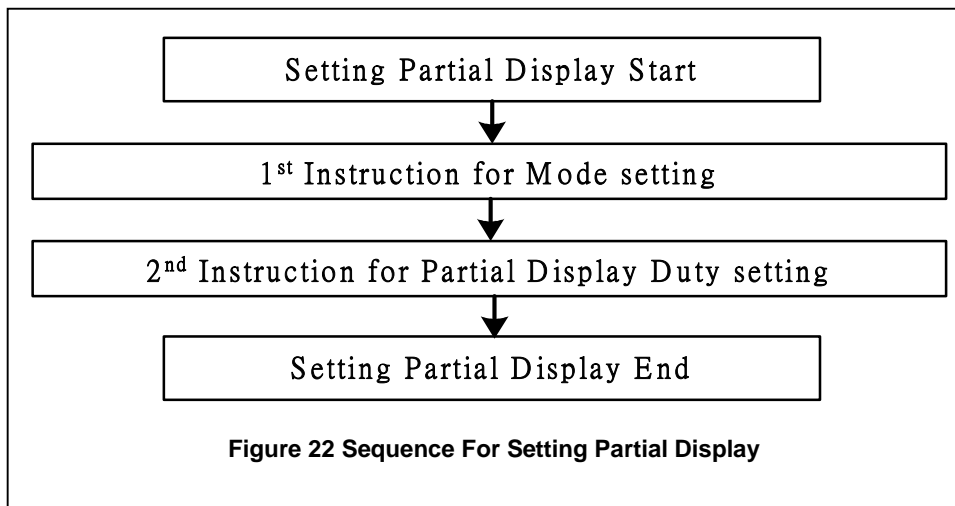 Setting Partial Display Start
1st Instruction for Mode setting
2nd Instruction for Partial Display Duty setting
Setting Partial Display End
Figure 22 Sequence For Setting Partial Display